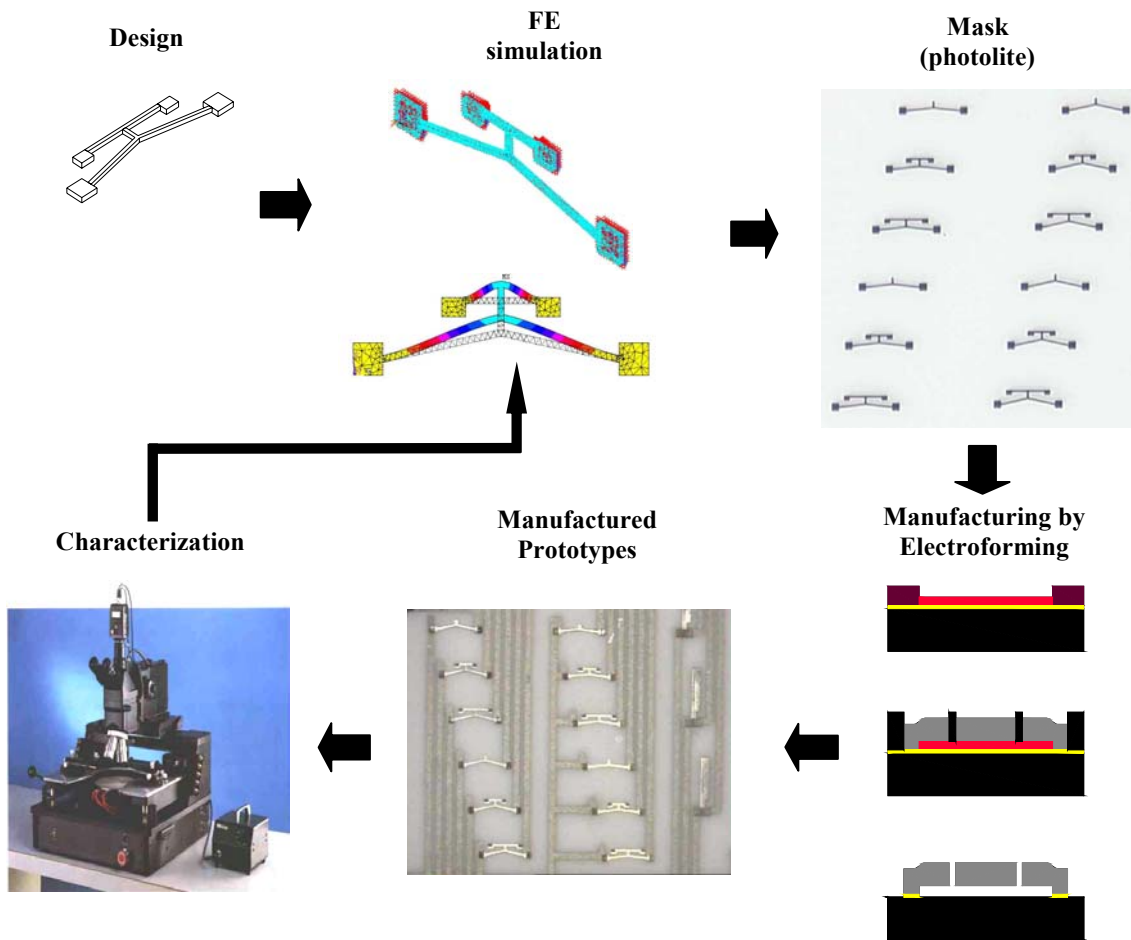 Design
FE
simulation
Mask
(photolite)
Manufacturing by
Electroforming
Manufactured
Prototypes
Characterization